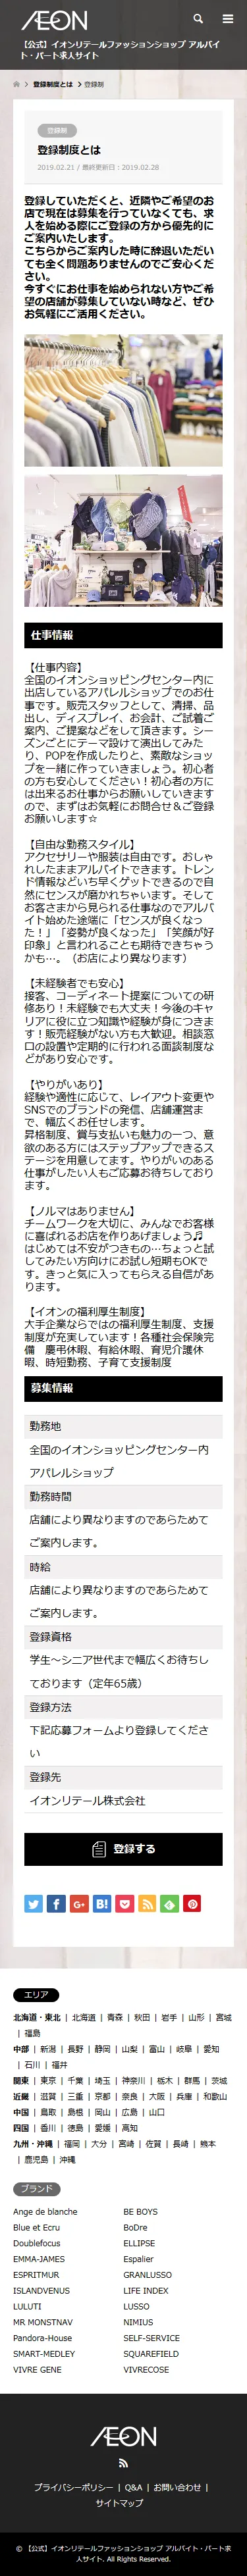 ÆON
【公式】イオンリテールファッションショップ アルバイ
ト・パート求人サイト
登録制度とは
登録制
登録制
登録制度とは
2019.02.21 / 最終更新日：2019.02.28
登録していただくと、近隣やご希望のお
店で現在は募集を行っていなくても、求
人を始める際にご登録の方から優先的に
ご案内いたします。
こちらからご案内した時に辞退いただい
ても全く問題ありませんのでご安心くだ
さい。
今すぐにお仕事を始められない方やご希
望の店舗が募集していない時など、ぜひ
お気軽にご活用ください。
仕事情報
【仕事内容】
全国のイオンショッピングセンター内に
出店しているアパレルショップでのお仕
事です。販売スタッフとして、清掃、品
出し、ディスプレイ、お会計、ご試着ご
案内、ご提案などをして頂きます。シー
ズンごとにテーマ設けて演出してみた
り、POPを作成したりと、素敵なショッ
プを一緒に作っていきましょう。初心者
の方も安心してください！初心者の方に
は出来るお仕事からお願いしていきます
ので、まずはお気軽にお問合せ＆ご登録
お願いします☆
【自由な勤務スタイル】
アクセサリーや服装は自由です。おしゃ
れしたままアルバイトできます。トレン
ド情報などいち早くゲットできるので自
然にセンスが磨かれちゃいます。そして
お客さまから見られる仕事なのでアルバ
イト始めた途端に「センスが良くなっ
た！」「姿勢が良くなった」「笑顔が好
印象」と言われることも期待できちゃう
かも…。（お店により異なります）
【未経験者でも安心】
接客、コーディネート提案についての研
修あり！未経験でも大丈夫！今後のキャ
リアに役に立つ知識や経験が身につきま
す！販売経験がない方も大歓迎。相談窓
口の設置や定期的に行われる面談制度な
どがあり安心です。
【やりがいあり】
経験や適性に応じて、レイアウト変更や
SNSでのブランドの発信、店舗運営ま
で、幅広くお任せします。
昇格制度、賞与支払いも魅力の一つ、意
欲のある方にはステップアップできるス
テージを用意してます。やりがいのある
仕事がしたい人もご応募お待ちしており
ます。
【ノルマはありません】
チームワークを大切に、みんなでお客様
に喜ばれるお店を作りあげましょう♫
はじめては不安がつきもの…ちょっと試
してみたい方向けにお試し短期もOKで
す。きっと気に入ってもらえる自信があ
ります。
【イオンの福利厚生制度】
大手企業ならではの福利厚生制度、支援
制度が充実しています！各種社会保険完
備　慶弔休暇、有給休暇、育児介護休
暇、時短勤務、子育て支援制度
募集情報
勤務地
全国のイオンショッピングセンター内
アパレルショップ
勤務時間
店舗により異なりますのであらためて
ご案内します。
時給
店舗により異なりますのであらためて
ご案内します。
登録資格
学生～シニア世代まで幅広くお待ちし
ております（定年65歳）
登録方法
下記応募フォームより登録してくださ
い
登録先
イオンリテール株式会社
登録する
エリア
北海道・東北 | 北海道 | 青森 | 秋田 | 岩手 | 山形 | 宮城
| 福島
中部 | 新潟 | 長野 | 静岡 | 山梨 | 富山 | 岐阜 | 愛知
| 石川 | 福井
関東 | 東京 | 千葉 | 埼玉 | 神奈川 | 栃木 | 群馬 | 茨城
近畿 | 滋賀 | 三重 | 京都 | 奈良 | 大阪 | 兵庫 | 和歌山
中国 | 鳥取 | 島根 | 岡山 | 広島 | 山口
四国 | 香川 | 徳島 | 愛媛 | 高知
九州・沖縄 | 福岡 | 大分 | 宮崎 | 佐賀 | 長崎 | 熊本
| 鹿児島 | 沖縄
ブランド
Ange de blanche
BE BOYS
Blue et Ecru
BoDre
Doublefocus
ELLIPSE
EMMA-JAMES
Espalier
ESPRITMUR
GRANLUSSO
ISLANDVENUS
LIFE INDEX
LULUTI
LUSSO
MR MONSTNAV
NIMIUS
Pandora-House
SELF-SERVICE
SMART-MEDLEY
SQUAREFIELD
VIVRE GENE
VIVRECOSE
ÆON
プライバシーポリシー | Q&A | お問い合わせ |
サイトマップ
© 【公式】イオンリテールファッションショップ アルバイト・パート求
人サイト. All Rights Reserved.